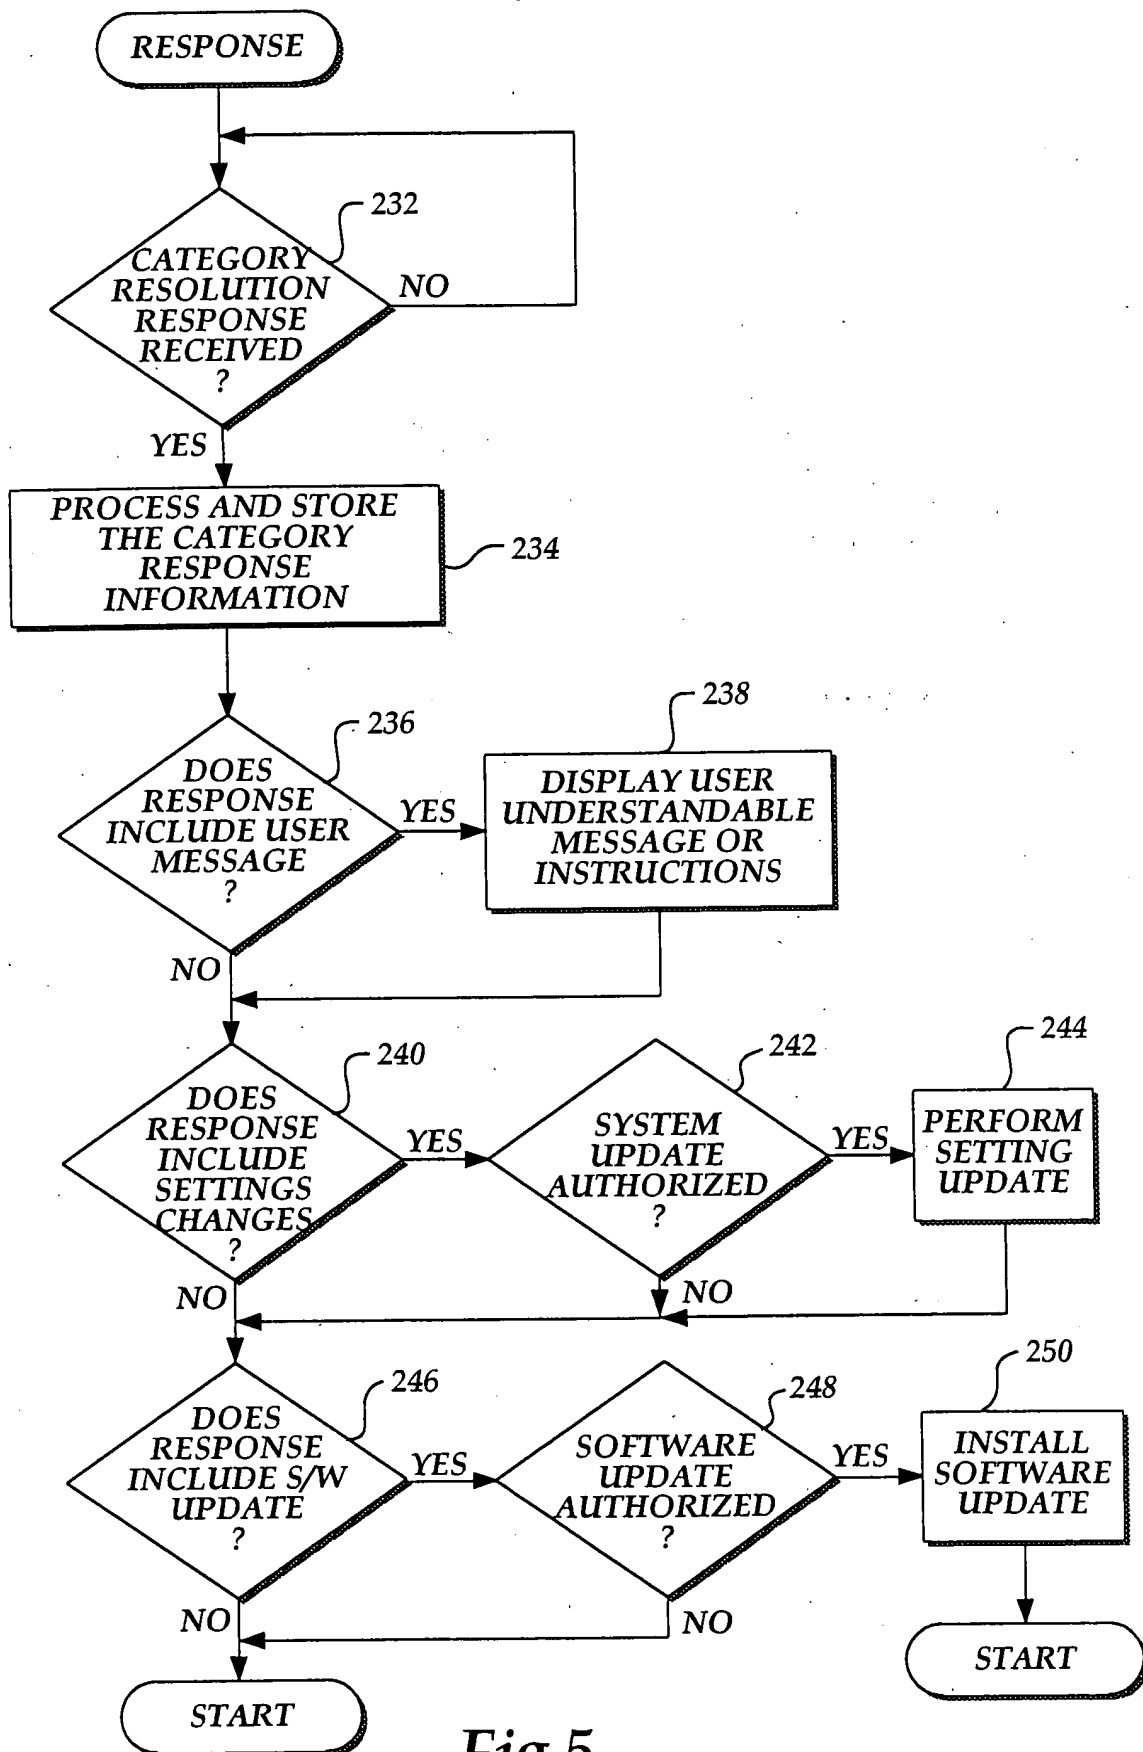 RESPONSE
232
CATEGORY
RESOLUTION
RESPONSE
RECEIVED
?
NO
YES
PROCESS AND STORE
THE CATEGORY
RESPONSE
INFORMATION
234
236
DOES
RESPONSE
INCLUDE USER
MESSAGE
?
YES
NO
238
DISPLAY USER
UNDERSTANDABLE
MESSAGE OR
INSTRUCTIONS
240
DOES
RESPONSE
INCLUDE
SETTINGS
CHANGES
?
YES
NO
242
SYSTEM
UPDATE
AUTHORIZED
?
YES
NO
244
PERFORM
SETTING
UPDATE
246
DOES
RESPONSE
INCLUDE S/W
UPDATE
?
YES
NO
248
SOFTWARE
UPDATE
AUTHORIZED
?
YES
NO
250
INSTALL
SOFTWARE
UPDATE
START
START
Fig.5